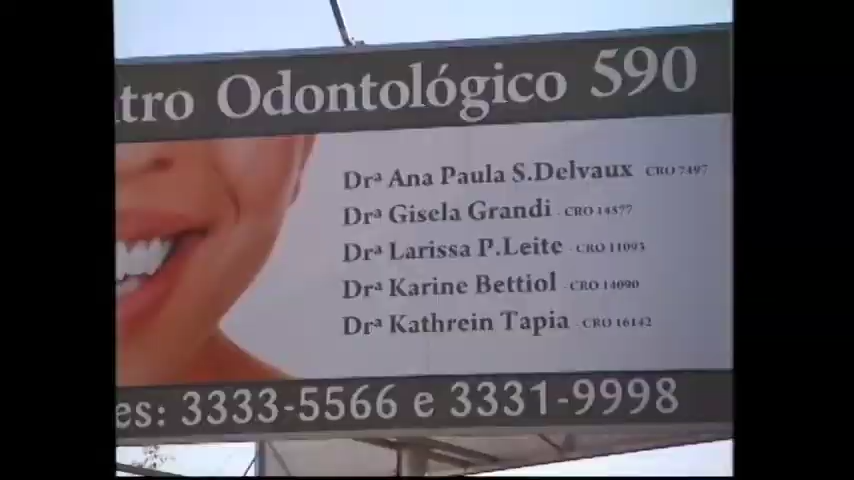 tro Odontológico 590
Drª Ana Paula S.Delvaux CRO 7497
Drª Gisela Grandi - CRO 14577
Drª Larissa P.Leite - CRO 11093
Drª Karine Bettiol - CRO 14090
Drª Kathrein Tapia - CRO 16142
es: 3333-5566 e 3331-9998